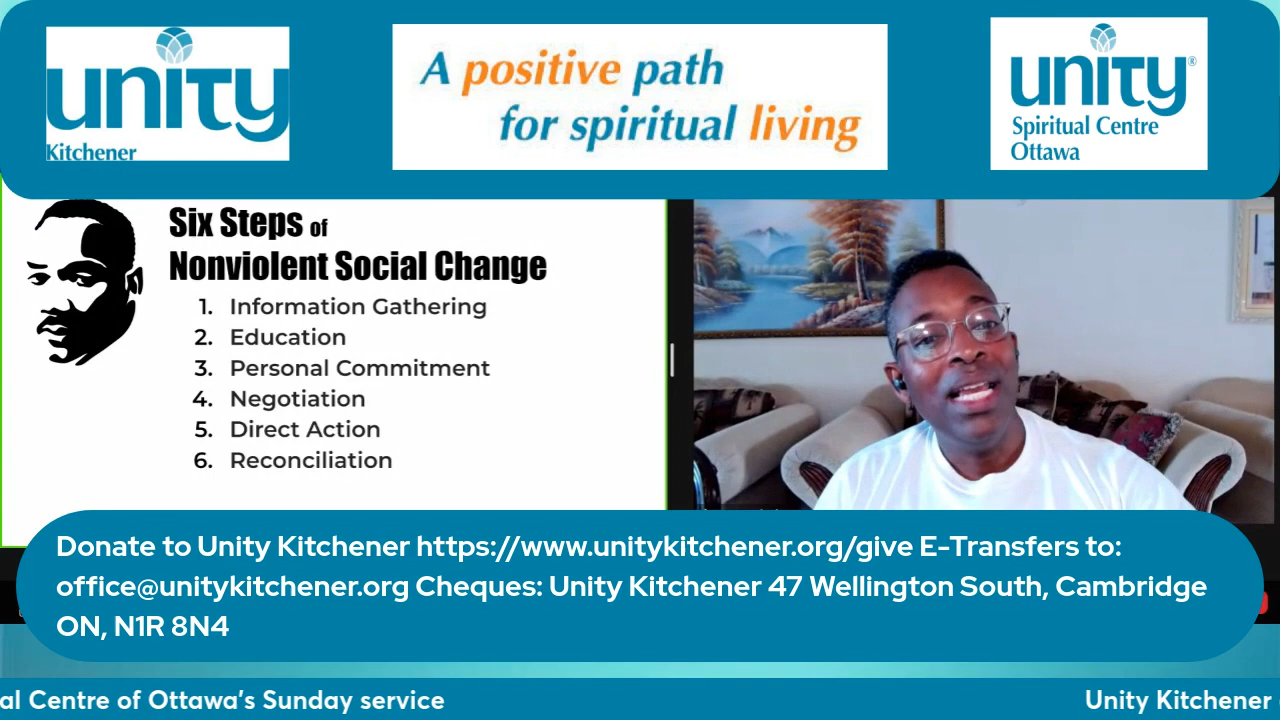 unity
Kitchener
A positive path
for spiritual living
unity®
Spiritual Centre
Ottawa
Six Steps of
Nonviolent Social Change
1. Information Gathering
2. Education
3. Personal Commitment
4. Negotiation
5. Direct Action
6. Reconciliation
Donate to Unity Kitchener https://www.unitykitchener.org/give E-Transfers to:
office@unitykitchener.org Cheques: Unity Kitchener 47 Wellington South, Cambridge
ON, N1R 8N4
al Centre of Ottawa's Sunday service
Unity Kitchener